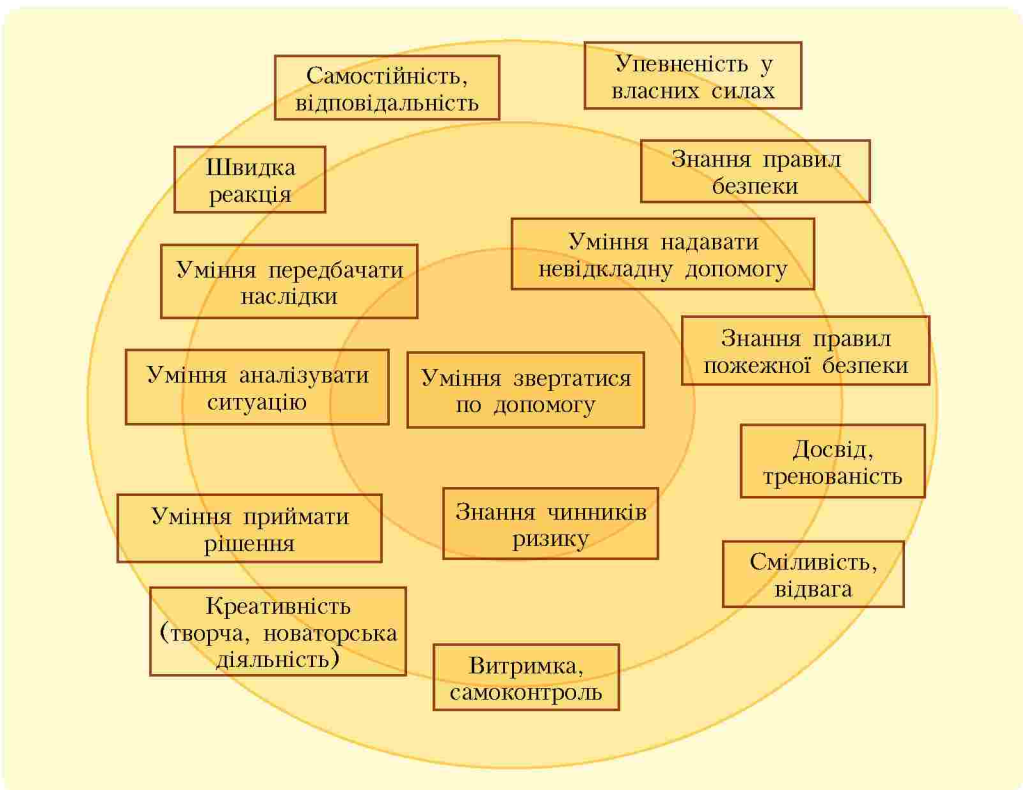 Самостійність,
відповідальність
Упевненість у
власних силах
Швидка
реакція
Знання правил
безпеки
Уміння передбачати
наслідки
Уміння надавати
невідкладну допомогу
Знання правил
пожежної безпеки
Уміння аналізувати
ситуацію
Уміння звертатися
по допомогу
Досвід,
тренованість
Уміння приймати
рішення
Знання чинників
ризику
Сміливість,
відвага
Креативність
(творча, новаторська
діяльність)
Витримка,
самоконтроль